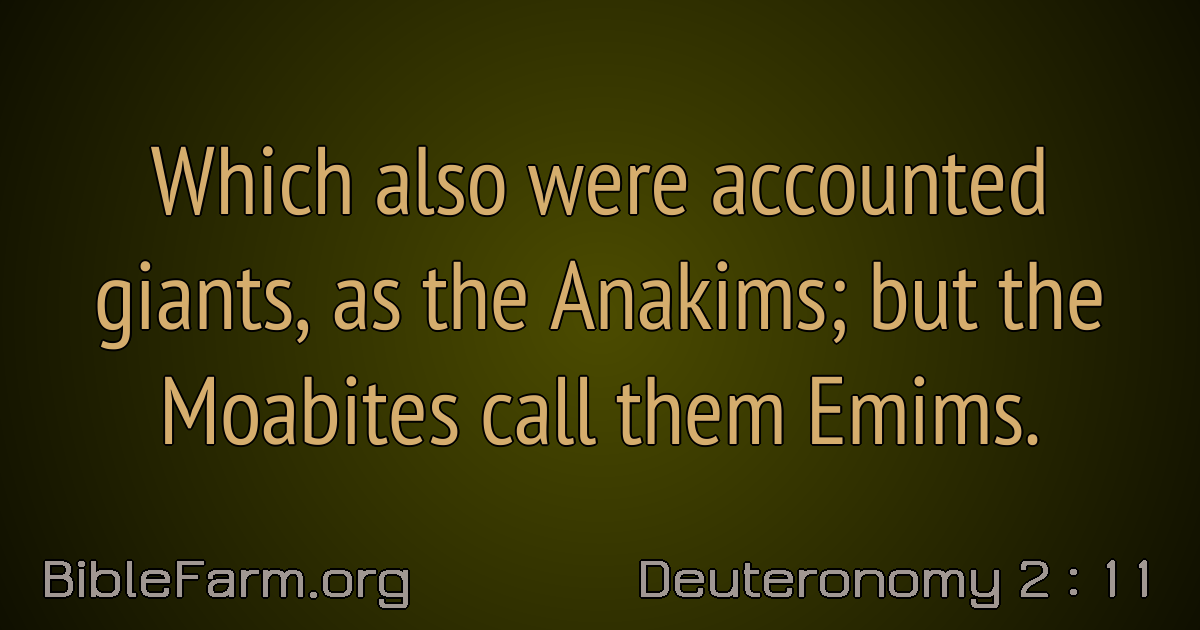 Which also were accounted
giants, as the Anakims; but the
Moabites call them Emims.
BibleFarm.org
Deuteronomy 2 : 11